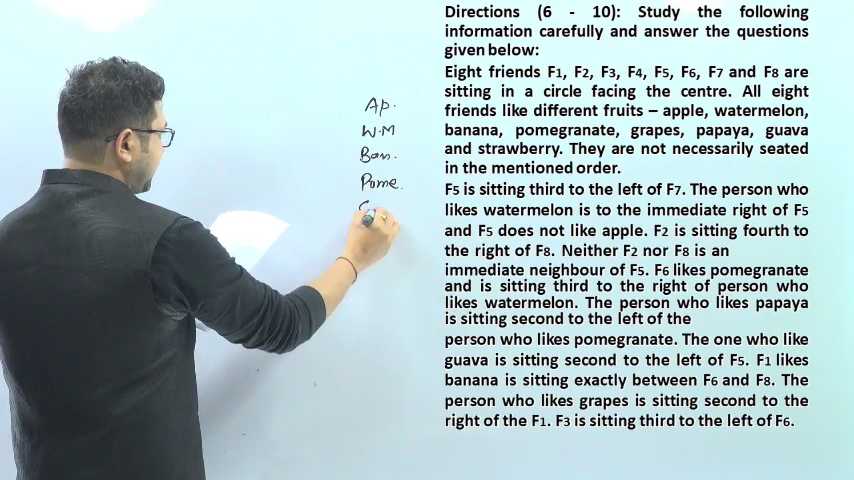 Ap.
W.M
Ban.
Pome.
Directions (6 - 10): Study the following
information carefully and answer the questions
given below:
Eight friends F1, F2, F3, F4, F5, F6, F7 and F8 are
sitting in a circle facing the centre. All eight
friends like different fruits – apple, watermelon,
banana, pomegranate, grapes, papaya, guava
and strawberry. They are not necessarily seated
in the mentioned order.
F5 is sitting third to the left of F7. The person who
likes watermelon is to the immediate right of F5
and F5 does not like apple. F2 is sitting fourth to
the right of F8. Neither F2 nor F8 is an
immediate neighbour of F5. F6 likes pomegranate
and is sitting third to the right of person who
likes watermelon. The person who likes papaya
is sitting second to the left of the
person who likes pomegranate. The one who like
guava is sitting second to the left of F5. F1 likes
banana is sitting exactly between F6 and F8. The
person who likes grapes is sitting second to the
right of the F1. F3 is sitting third to the left of F6.